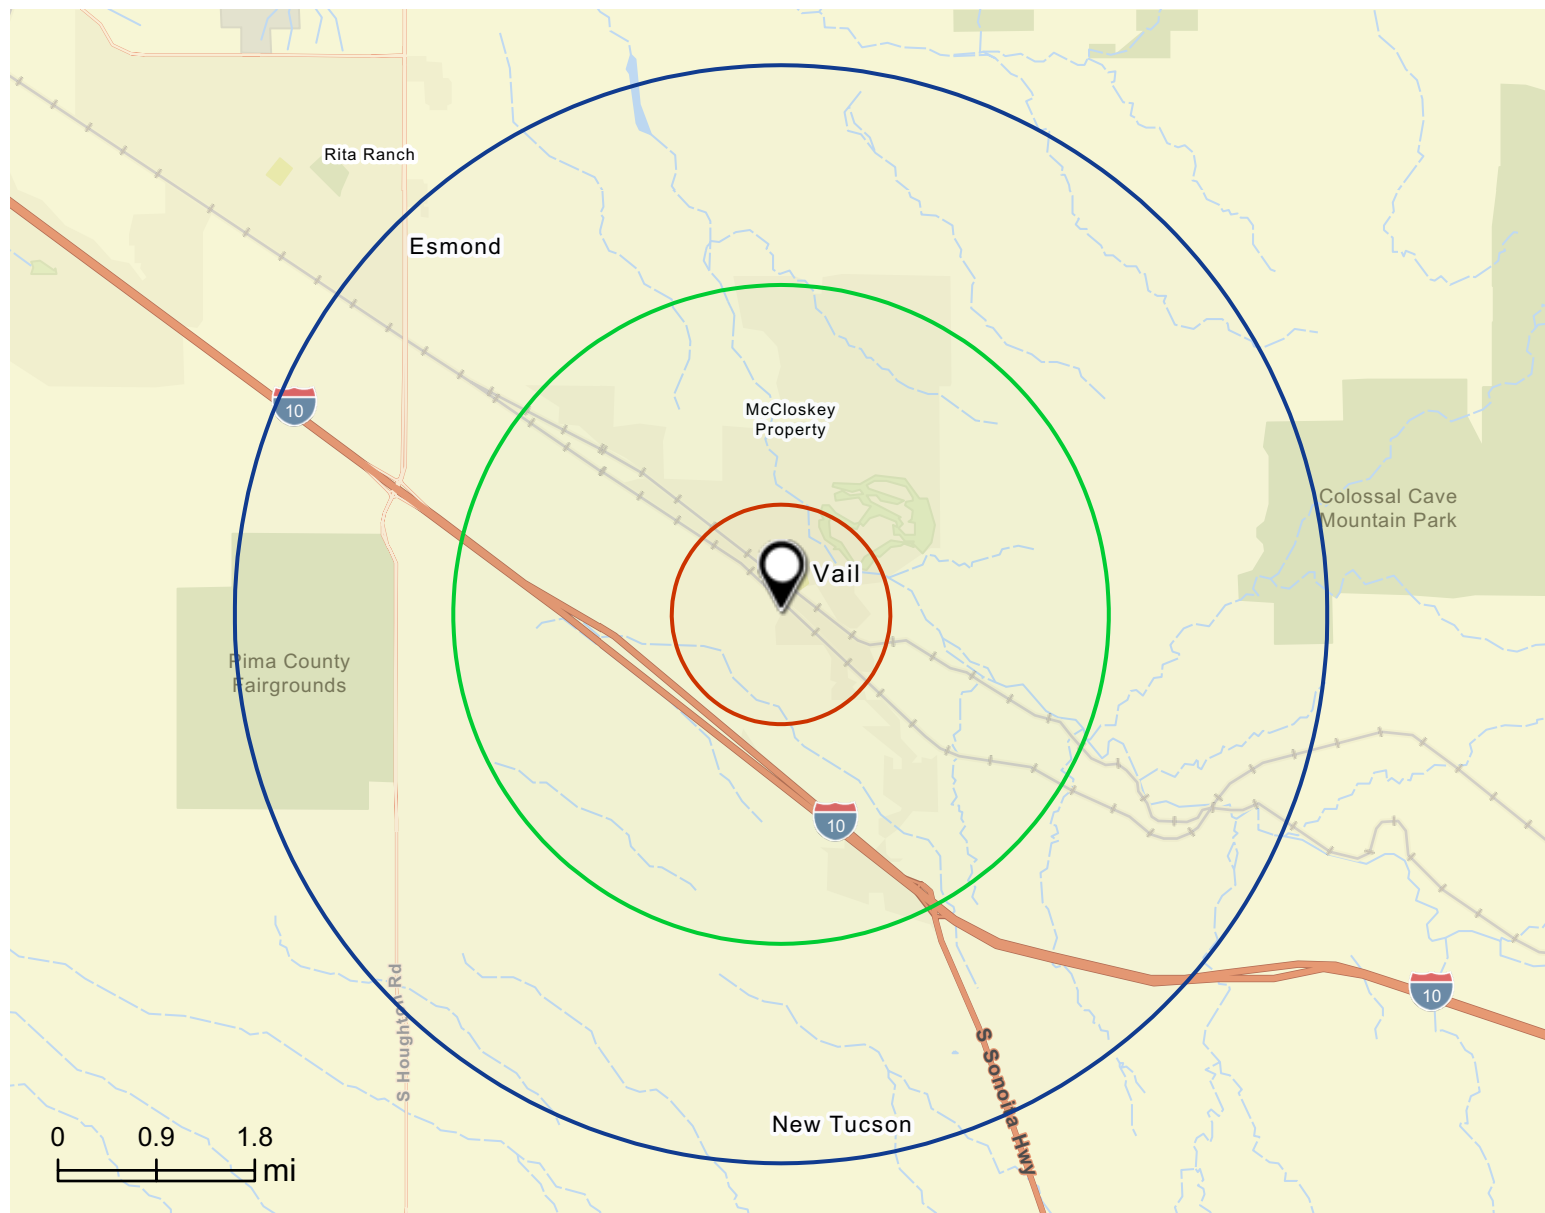 Rita Ranch
Esmond
10
McCloskey
Property
Colossal Cave
Mountain Park
Vail
Pima County
Fairgrounds
10
10
S Houghton Rd
S Sonoita Hwy
New Tucson
0 0.9 1.8
mi